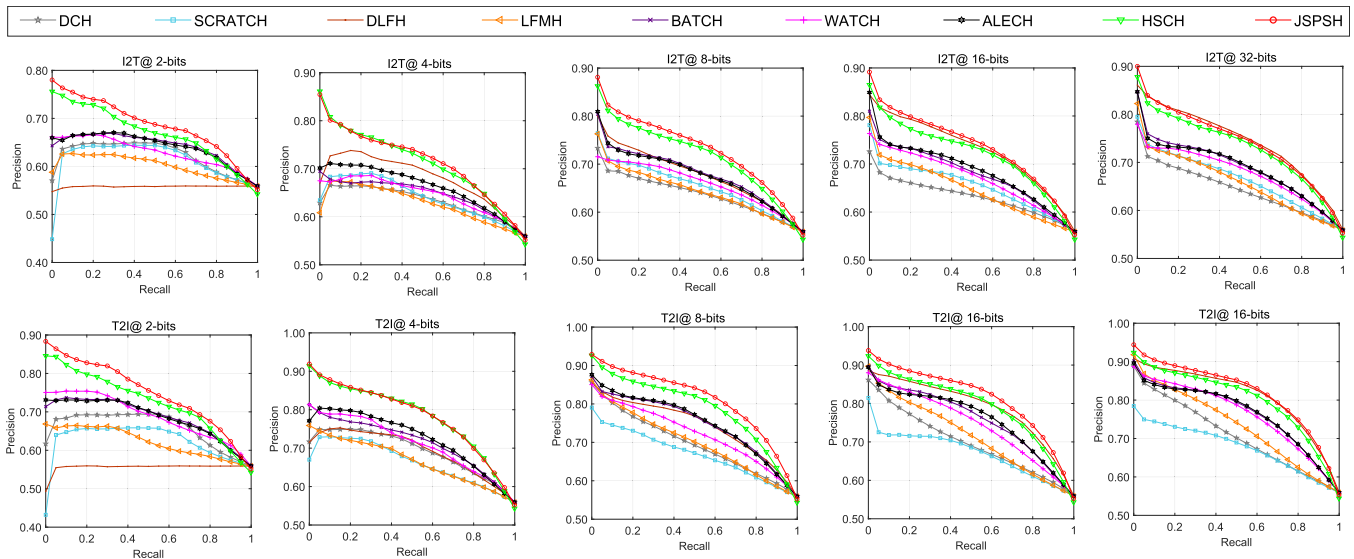 DCH SCRATCH DLFH LFMH BATCH WATCH ALECH HSCH JSPSH
I2T@ 2-bits
Precision
0.80
0.70
0.60
0.50
0.40
0 0.2 0.4 0.6 0.8 1
Recall
I2T@ 4-bits
Precision
0.90
0.80
0.70
0.60
0.50
0 0.2 0.4 0.6 0.8 1
Recall
I2T@ 8-bits
Precision
0.90
0.80
0.70
0.60
0.50
0 0.2 0.4 0.6 0.8 1
Recall
I2T@ 16-bits
Precision
0.90
0.80
0.70
0.60
0.50
0 0.2 0.4 0.6 0.8 1
Recall
I2T@ 32-bits
Precision
0.90
0.80
0.70
0.60
0.50
0 0.2 0.4 0.6 0.8 1
Recall
T2I@ 2-bits
Precision
0.90
0.80
0.70
0.60
0.50
0.40
0 0.2 0.4 0.6 0.8 1
Recall
T2I@ 4-bits
Precision
1.00
0.90
0.80
0.70
0.60
0.50
0 0.2 0.4 0.6 0.8 1
Recall
T2I@ 8-bits
Precision
1.00
0.90
0.80
0.70
0.60
0.50
0 0.2 0.4 0.6 0.8 1
Recall
T2I@ 16-bits
Precision
1.00
0.90
0.80
0.70
0.60
0.50
0 0.2 0.4 0.6 0.8 1
Recall
T2I@ 16-bits
Precision
1.00
0.90
0.80
0.70
0.60
0.50
0 0.2 0.4 0.6 0.8 1
Recall